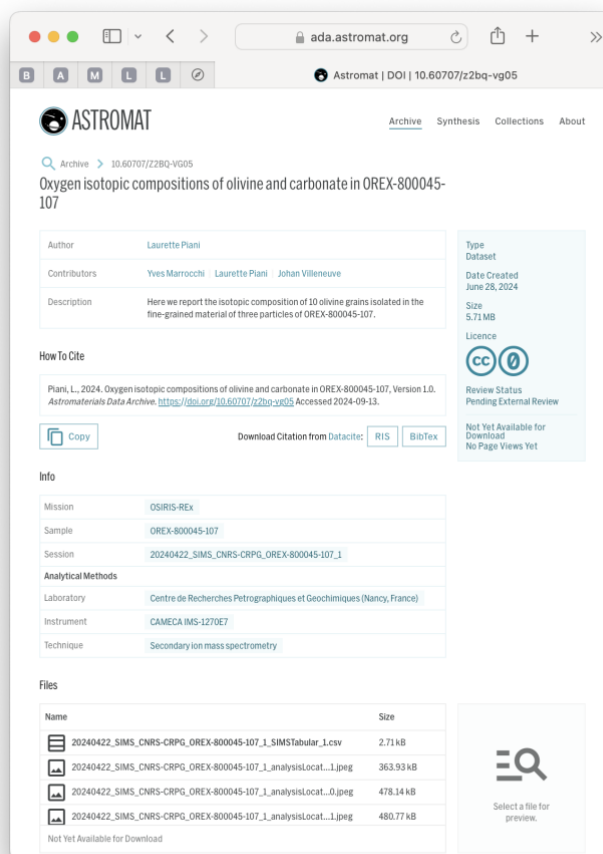 ada.astromat.org
B A M L L
Astromat | DOI | 10.60707/z2bq-vg05
ASTROMAT
Archive Synthesis Collections About
Archive > 10.60707/Z2BQ-VG05
Oxygen isotopic compositions of olivine and carbonate in OREX-800045-
107
Author Laurette Piani
Contributors Yves Marrocchi | Laurette Piani | Johan Villeneuve
Description Here we report the isotopic composition of 10 olivine grains isolated in the
fine-grained material of three particles of OREX-800045-107.
Type
Dataset
Date Created
June 28, 2024
Size
5.71 MB
Licence
CC 0
Review Status
Pending External Review
Not Yet Available for
Download
No Page Views Yet
How To Cite
Piani, L., 2024. Oxygen isotopic compositions of olivine and carbonate in OREX-800045-107, Version 1.0.
Astromaterials Data Archive. https://doi.org/10.60707/z2bq-vg05 Accessed 2024-09-13.
Copy
Download Citation from Datacite: RIS BibTex
Info
Mission OSIRIS-REx
Sample OREX-800045-107
Session 20240422_SIMS_CNRS-CRPG_OREX-800045-107_1
Analytical Methods
Laboratory Centre de Recherches Petrographiques et Geochimiques (Nancy, France)
Instrument CAMECA IMS-1270E7
Technique Secondary ion mass spectrometry
Files
Name Size
20240422_SIMS_CNRS-CRPG_OREX-800045-107_1_SIMSTabular_1.csv 2.71 kB
20240422_SIMS_CNRS-CRPG_OREX-800045-107_1_analysisLocat...1.jpeg 363.93 kB
20240422_SIMS_CNRS-CRPG_OREX-800045-107_1_analysisLocat...0.jpeg 478.14 kB
20240422_SIMS_CNRS-CRPG_OREX-800045-107_1_analysisLocat...1.jpeg 480.77 kB
Not Yet Available for Download
Select a file for
preview.